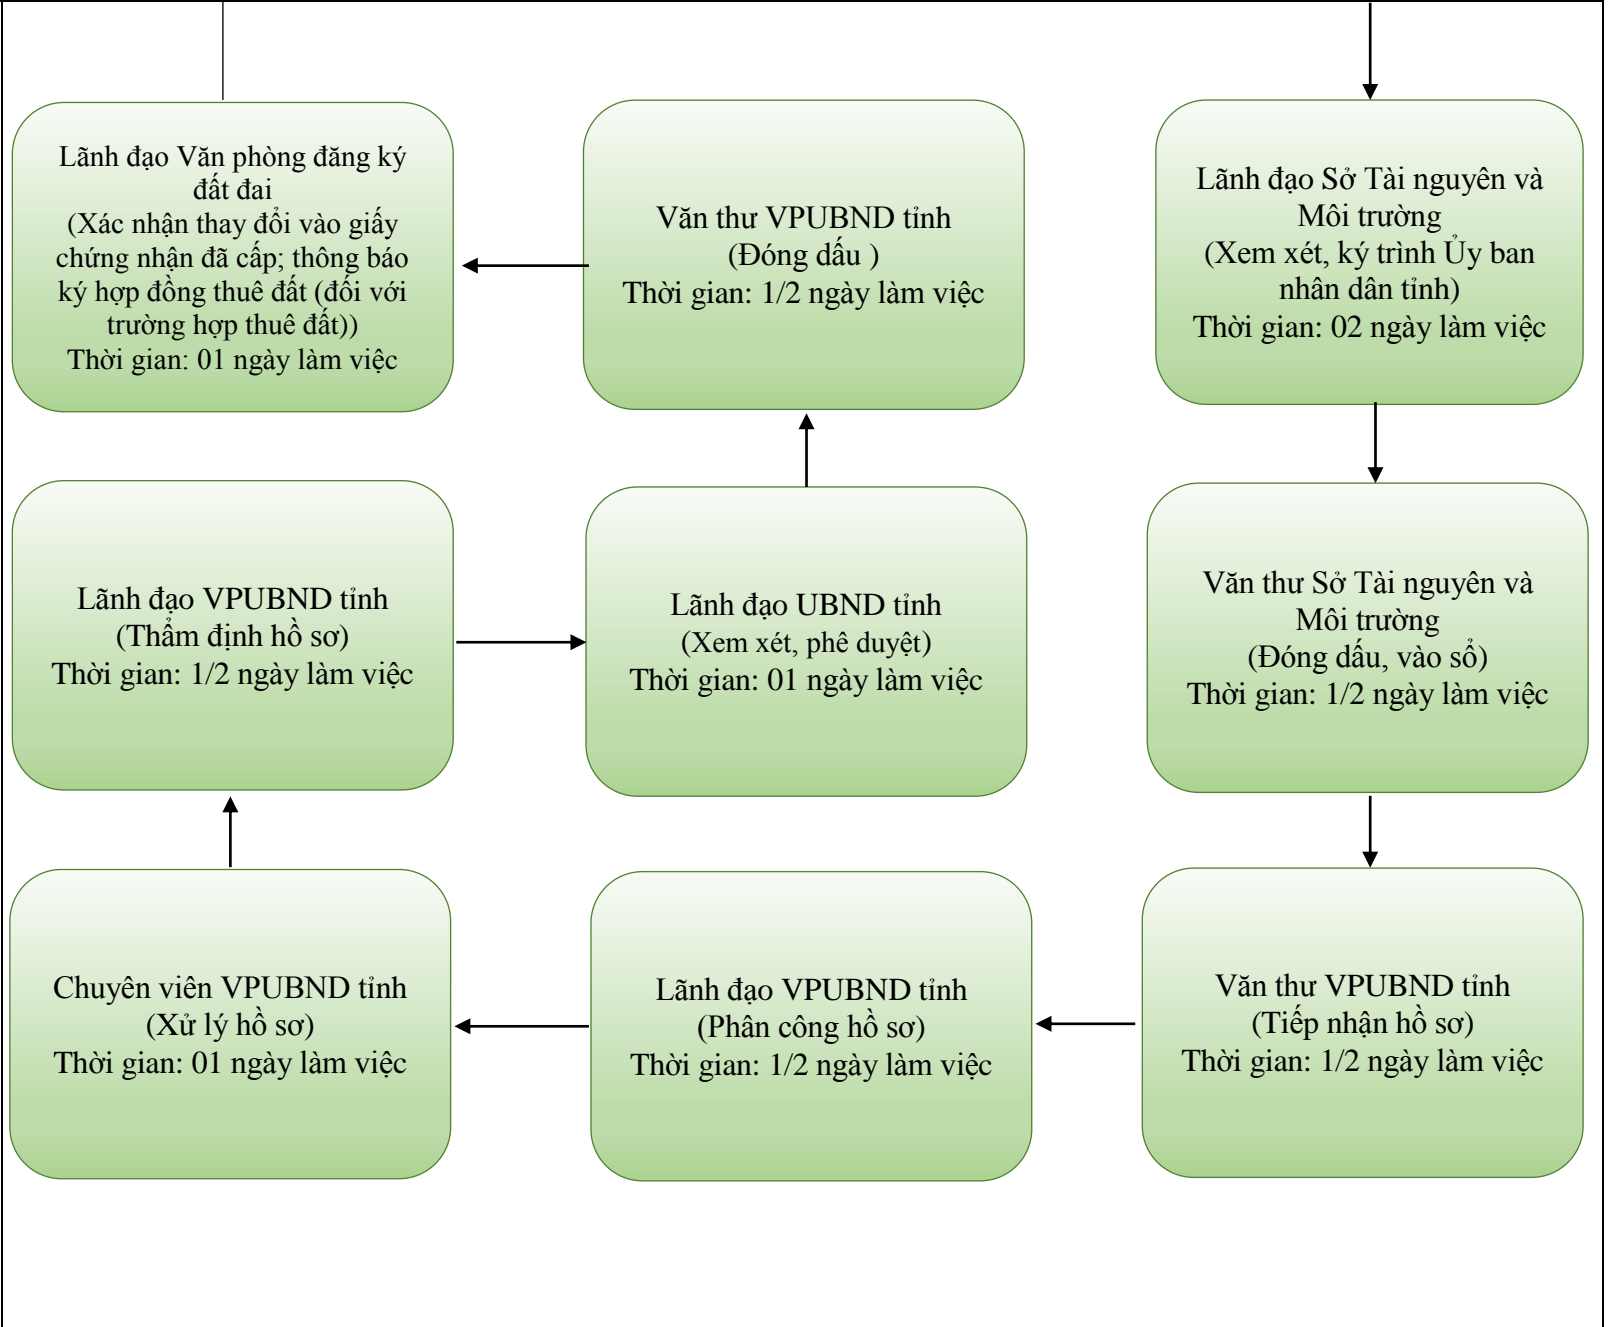 Lãnh đạo Văn phòng đăng ký
đất đai
(Xác nhận thay đổi vào giấy
chứng nhận đã cấp; thông báo
ký hợp đồng thuê đất (đối với
trường hợp thuê đất))
Thời gian: 01 ngày làm việc
Văn thư VPUBND tỉnh
(Đóng dấu )
Thời gian: 1/2 ngày làm việc
Lãnh đạo Sở Tài nguyên và
Môi trường
(Xem xét, ký trình Ủy ban
nhân dân tỉnh)
Thời gian: 02 ngày làm việc
Lãnh đạo VPUBND tỉnh
(Thẩm định hồ sơ)
Thời gian: 1/2 ngày làm việc
Lãnh đạo UBND tỉnh
(Xem xét, phê duyệt)
Thời gian: 01 ngày làm việc
Văn thư Sở Tài nguyên và
Môi trường
(Đóng dấu, vào sổ)
Thời gian: 1/2 ngày làm việc
Chuyên viên VPUBND tỉnh
(Xử lý hồ sơ)
Thời gian: 01 ngày làm việc
Lãnh đạo VPUBND tỉnh
(Phân công hồ sơ)
Thời gian: 1/2 ngày làm việc
Văn thư VPUBND tỉnh
(Tiếp nhận hồ sơ)
Thời gian: 1/2 ngày làm việc